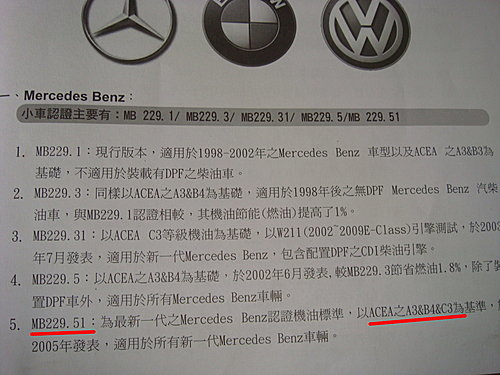 一、Mercedes Benz：
小車認證主要有：MB 229.1/ MB229.3/ MB229.31/ MB229.5/MB 229.51
1. MB229.1：現行版本，適用於1998-2002年之Mercedes Benz 車型以及ACEA 之A3&B3為
基礎，不適用於裝載有DPF之柴油車。
2. MB229.3：同樣以ACEA之A3&B4為基礎，適用於1998年後之無DPF Mercedes Benz 汽柴
油車，與MB229.1認證相較，其機油節能(燃油)提高了1%。
3. MB229.31：以ACEA C3等級機油為基礎，以W211(2002~2009E-Class)引擎測試，於2003
年7月發表，適用於新一代Mercedes Benz，包含配置DPF之CDI柴油引擎。
4. MB229.5：以ACEA之A3&B4為基礎，於2002年6月發表,較MB229.3節省燃油1.8%，除了
置DPF車外，適用於所有Mercedes Benz車輛。
5. MB229.51：為最新一代之Mercedes Benz認證機油標準，以ACEA之A3&B4&C3為基準，
2005年發表，適用於所有新一代Mercedes Benz車輛。